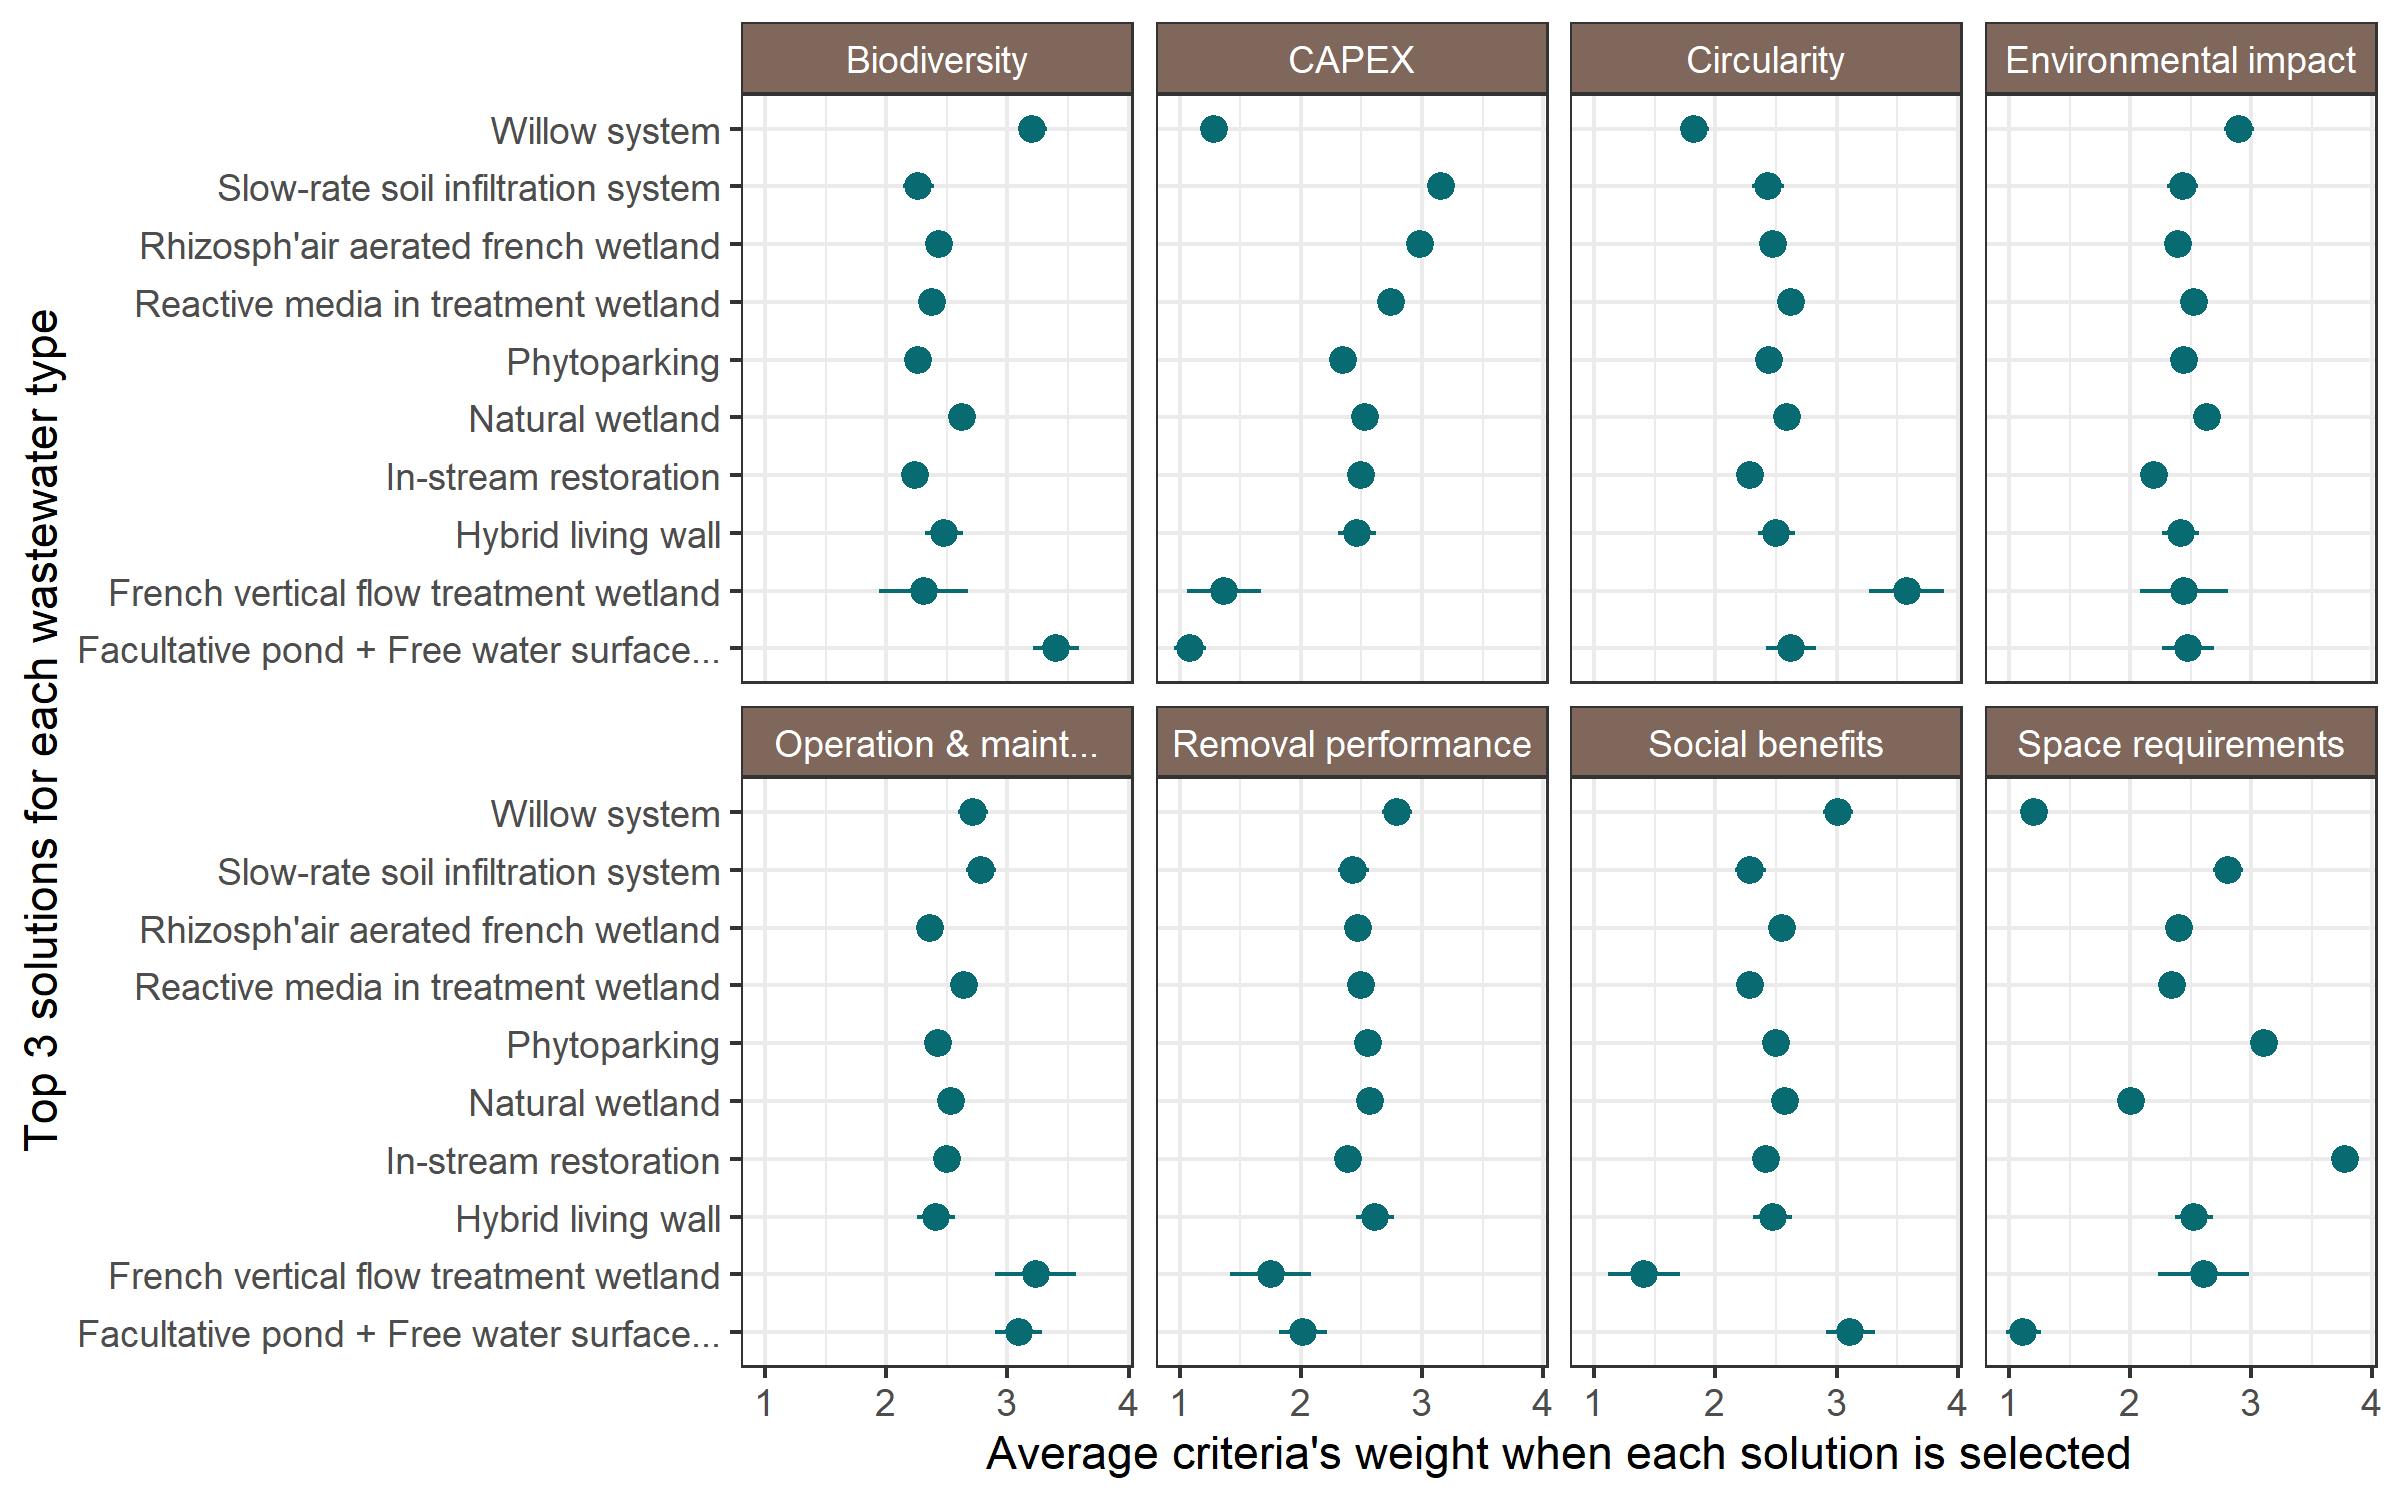 Top 3 solutions for each wastewater type
Biodiversity
CAPEX
Circularity
Environmental impact
Willow system
Slow-rate soil infiltration system
Rhizosph'air aerated french wetland
Reactive media in treatment wetland
Phytoparking
Natural wetland
In-stream restoration
Hybrid living wall
French vertical flow treatment wetland
Facultative pond + Free water surface...
Operation & maint...
Removal performance
Social benefits
Space requirements
Willow system
Slow-rate soil infiltration system
Rhizosph'air aerated french wetland
Reactive media in treatment wetland
Phytoparking
Natural wetland
In-stream restoration
Hybrid living wall
French vertical flow treatment wetland
Facultative pond + Free water surface...
1 2 3 4 1 2 3 4 1 2 3 4 1 2 3 4
Average criteria's weight when each solution is selected